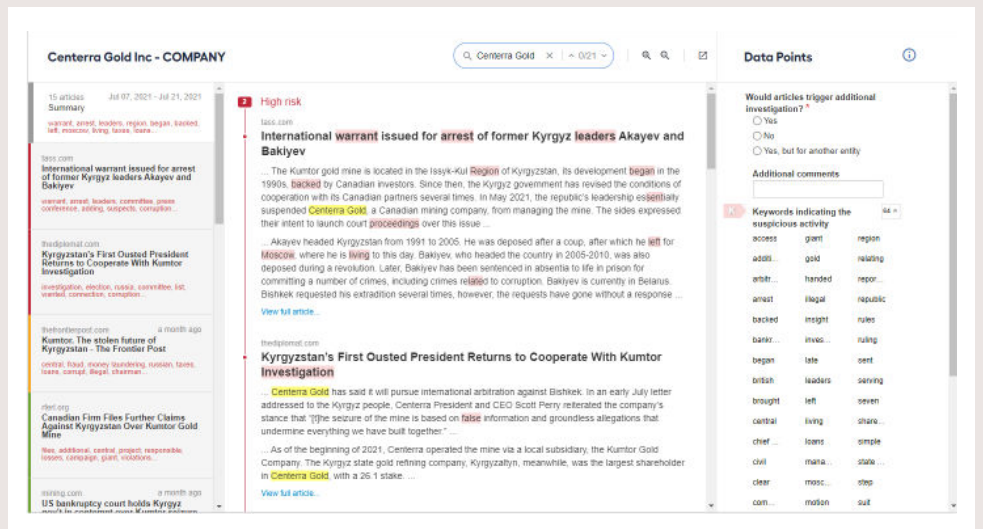 Centerra Gold Inc - COMPANY
Centerra Gold
0/21
Data Points
15 articles Jul 07, 2021 - Jul 21, 2021
Summary
warrant, arrest, leaders, region, began, backed,
left, moscow, living, taxes, loans...
tass.com
International warrant issued for arrest
of former Kyrgyz leaders Akayev and
Bakiyev
warrant, arrest, leaders, committee, press
conference, adding, suspects, corruption...
thediplomat.com
Kyrgyzstan's First Ousted President
Returns to Cooperate With Kumtor
Investigation
investigation, election, russia, committee, list,
wanted, connection, corruption...
thefrontierpost.com a month ago
Kumtor. The stolen future of
Kyrgyzstan - The Frontier Post
central, fraud, money laundering, russian, taxes,
loans, corrupt, illegal, chairman...
rferl.org
Canadian Firm Files Further Claims
Against Kyrgyzstan Over Kumtor Gold
Mine
files, additional, central, project, responsible,
losses, campaign, giant, violations...
mining.com a month ago
US bankruptcy court holds Kyrgyz
gov't in contempt over Kumtor seizure
2 High risk
tass.com
International warrant issued for arrest of former Kyrgyz leaders Akayev and
Bakiyev
... The Kumtor gold mine is located in the Issyk-Kul Region of Kyrgyzstan, its development began in the
1990s, backed by Canadian investors. Since then, the Kyrgyz government has revised the conditions of
cooperation with its Canadian partners several times. In May 2021, the republic's leadership essentially
suspended Centerra Gold, a Canadian mining company, from managing the mine. The sides expressed
their intent to launch court proceedings over this issue ...
... Akayev headed Kyrgyzstan from 1991 to 2005. He was deposed after a coup, after which he left for
Moscow, where he is living to this day. Bakiyev, who headed the country in 2005-2010, was also
deposed during a revolution. Later, Bakiyev has been sentenced in absentia to life in prison for
committing a number of crimes, including crimes related to corruption. Bakiyev is currently in Belarus.
Bishkek requested his extradition several times, however, the requests have gone without a response ...
View full article...
thediplomat.com
Kyrgyzstan's First Ousted President Returns to Cooperate With Kumtor
Investigation
... Centerra Gold has said it will pursue international arbitration against Bishkek. In an early July letter
addressed to the Kyrgyz people, Centerra President and CEO Scott Perry reiterated the company's
stance that "[t]he seizure of the mine is based on false information and groundless allegations that
undermine everything we have built together." ...
... As of the beginning of 2021, Centerra operated the mine via a local subsidiary, the Kumtor Gold
Company. The Kyrgyz state gold refining company, Kyrgyzaltyn, meanwhile, was the largest shareholder
in Centerra Gold, with a 26.1 stake. ...
View full article...
Would articles trigger additional
investigation? *
Yes
No
Yes, but for another entity
Additional comments
K Keywords indicating the 64
suspicious activity
access giant region
additi... gold relating
arbitr... handed repor...
arrest illegal republic
backed insight rules
bankr... inves... ruling
began late sent
british leaders serving
brought left seven
central living share...
chief ... loans simple
civil mana... state ...
clear mosc... step
com... motion suit